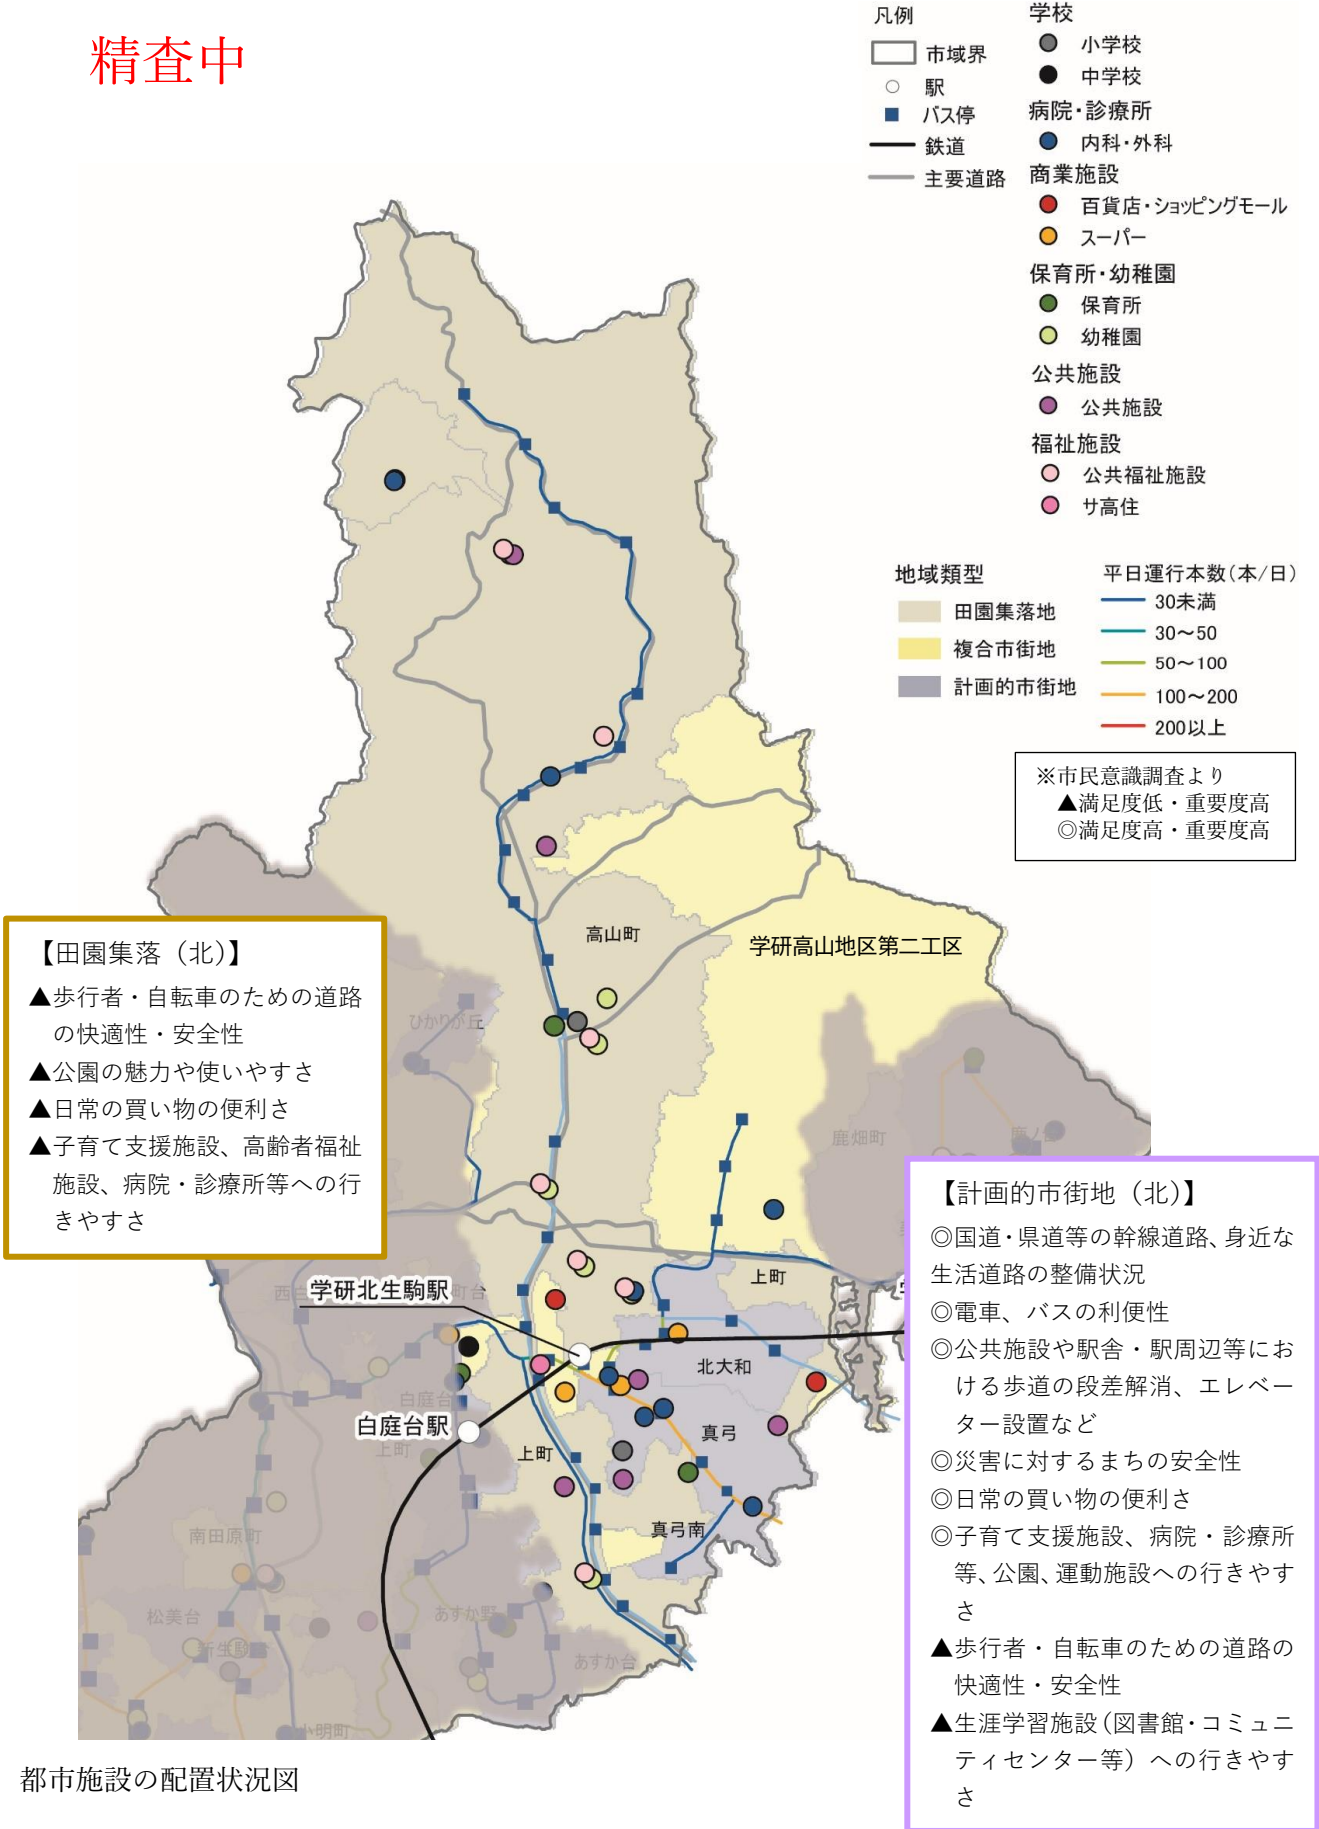 精査中
凡例
市域界
駅
バス停
鉄道
主要道路
学校
小学校
中学校
病院・診療所
内科・外科
商業施設
百貨店・ショッピングモール
スーパー
保育所・幼稚園
保育所
幼稚園
公共施設
公共施設
福祉施設
公共福祉施設
サ高住
地域類型
田園集落地
複合市街地
計画的市街地
平日運行本数(本/日)
30未満
30～50
50～100
100～200
200以上
※市民意識調査より
▲満足度低・重要度高
◎満足度高・重要度高
高山町
学研高山地区第二工区
【田園集落（北）】
▲歩行者・自転車のための道路
の快適性・安全性
▲公園の魅力や使いやすさ
▲日常の買い物の便利さ
▲子育て支援施設、高齢者福祉
施設、病院・診療所等への行
きやすさ
ひかりが丘
鹿畑町
上町
学研北生駒駅
北大和
白庭台
白庭台駅
上町
上町
真弓
真弓南
南田原町
松美台
新生駒台
あすか野
あすか台
小明町
【計画的市街地（北）】
◎国道・県道等の幹線道路、身近な
生活道路の整備状況
◎電車、バスの利便性
◎公共施設や駅舎・駅周辺等にお
ける歩道の段差解消、エレベー
ター設置など
◎災害に対するまちの安全性
◎日常の買い物の便利さ
◎子育て支援施設、病院・診療所
等、公園、運動施設への行きやす
さ
▲歩行者・自転車のための道路の
快適性・安全性
▲生涯学習施設（図書館・コミュニ
ティセンター等）への行きやす
さ
都市施設の配置状況図